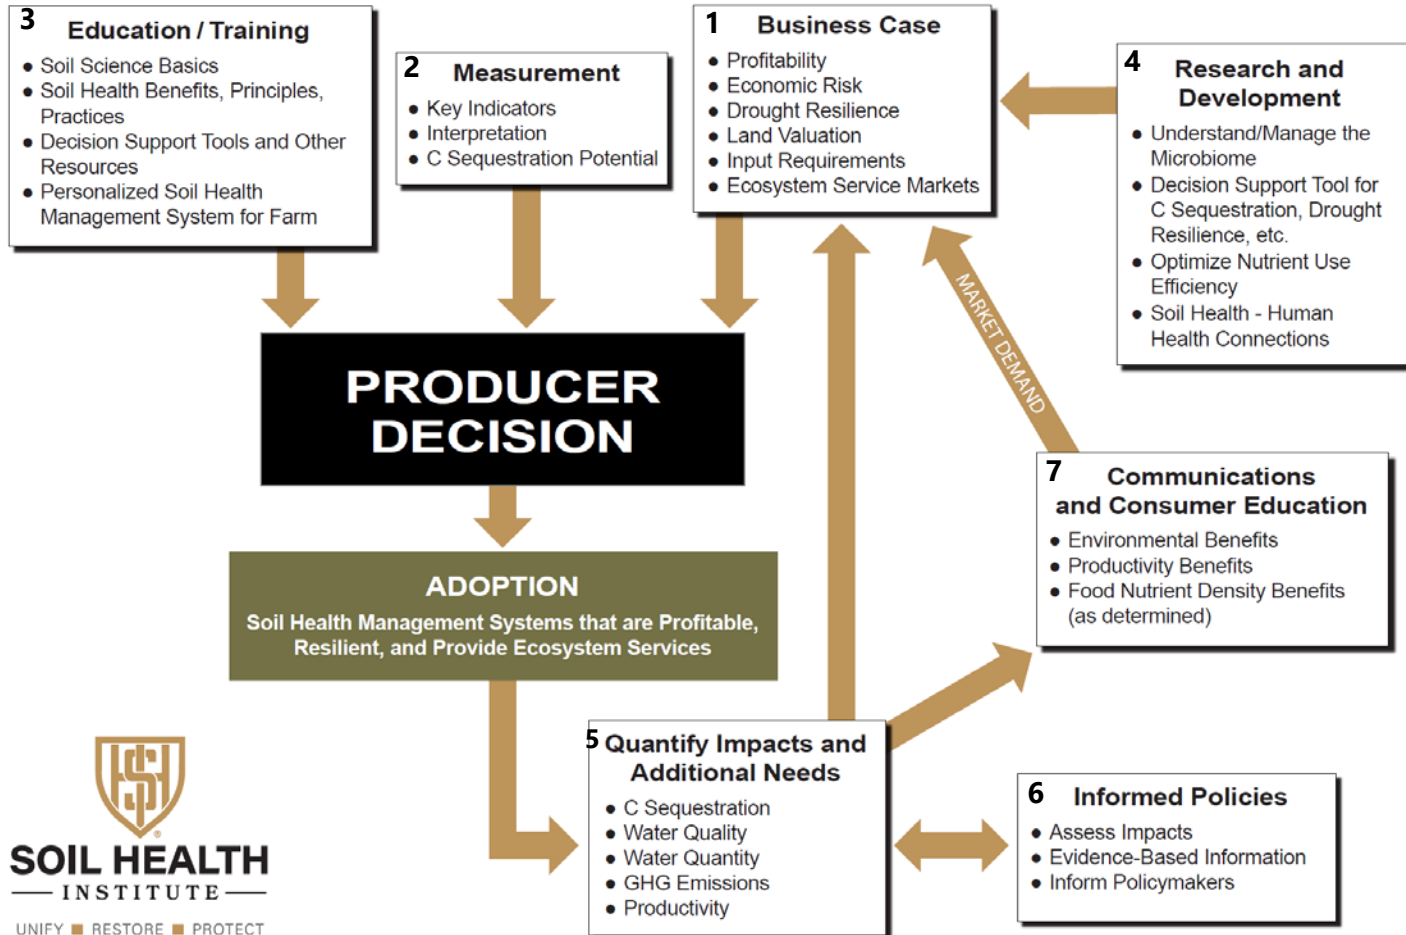 3
Education / Training
● Soil Science Basics
● Soil Health Benefits, Principles,
Practices
● Decision Support Tools and Other
Resources
● Personalized Soil Health
Management System for Farm
2
Measurement
● Key Indicators
● Interpretation
● C Sequestration Potential
1
Business Case
● Profitability
● Economic Risk
● Drought Resilience
● Land Valuation
● Input Requirements
● Ecosystem Service Markets
4
Research and
Development
● Understand/Manage the
Microbiome
● Decision Support Tool for
C Sequestration, Drought
Resilience, etc.
● Optimize Nutrient Use
Efficiency
● Soil Health - Human
Health Connections
PRODUCER
DECISION
MARKET DEMAND
ADOPTION
Soil Health Management Systems that are Profitable,
Resilient, and Provide Ecosystem Services
7
Communications
and Consumer Education
● Environmental Benefits
● Productivity Benefits
● Food Nutrient Density Benefits
(as determined)
5
Quantify Impacts and
Additional Needs
● C Sequestration
● Water Quality
● Water Quantity
● GHG Emissions
● Productivity
6
Informed Policies
● Assess Impacts
● Evidence-Based Information
● Inform Policymakers
SHI
®
SOIL HEALTH
INSTITUTE
UNIFY ■ RESTORE ■ PROTECT